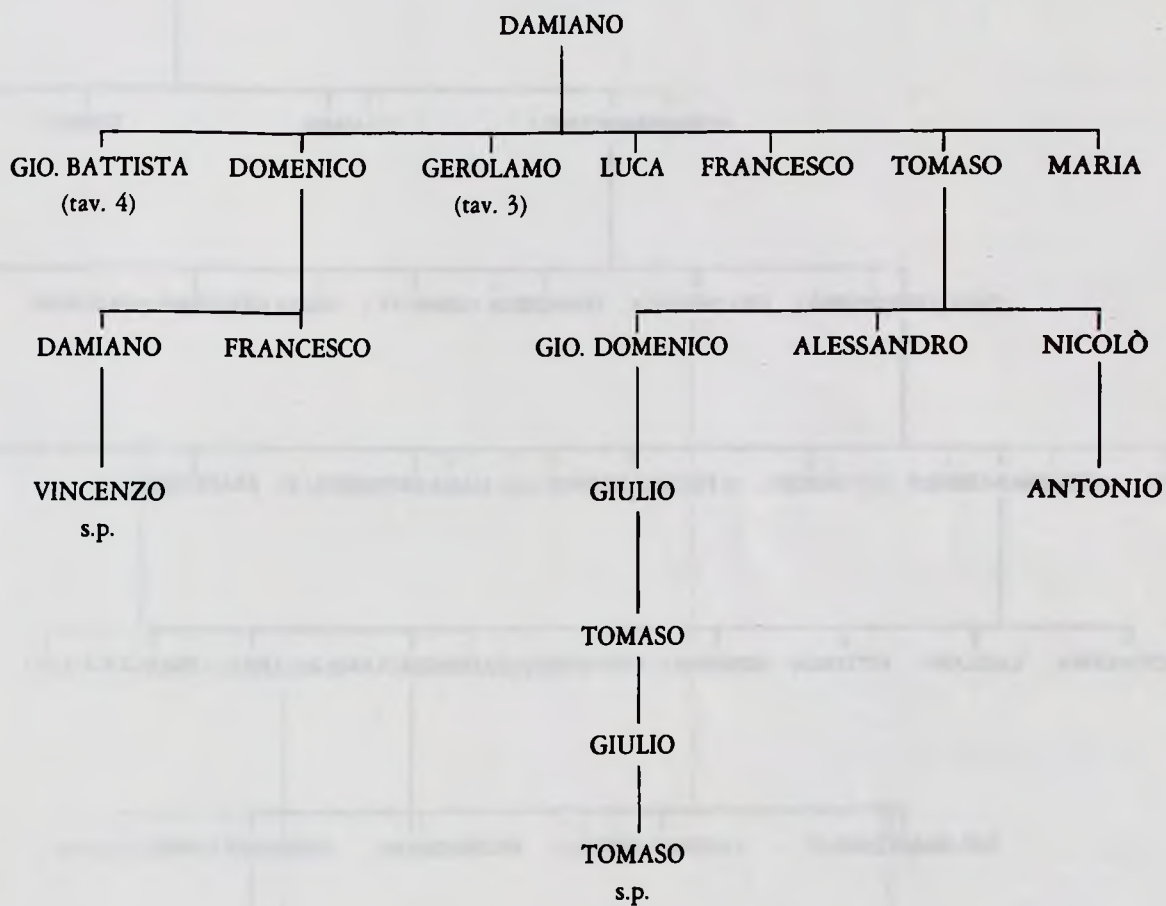 DAMIANO
GIO. BATTISTA DOMENICO GEROLAMO LUCA FRANCESCO TOMASO MARIA
(tav. 4) (tav. 3)
DAMIANO FRANCESCO GIO. DOMENICO ALESSANDRO NICOLÒ
VINCENZO GIULIO ANTONIO
s.p.
TOMASO
GIULIO
TOMASO
s.p.